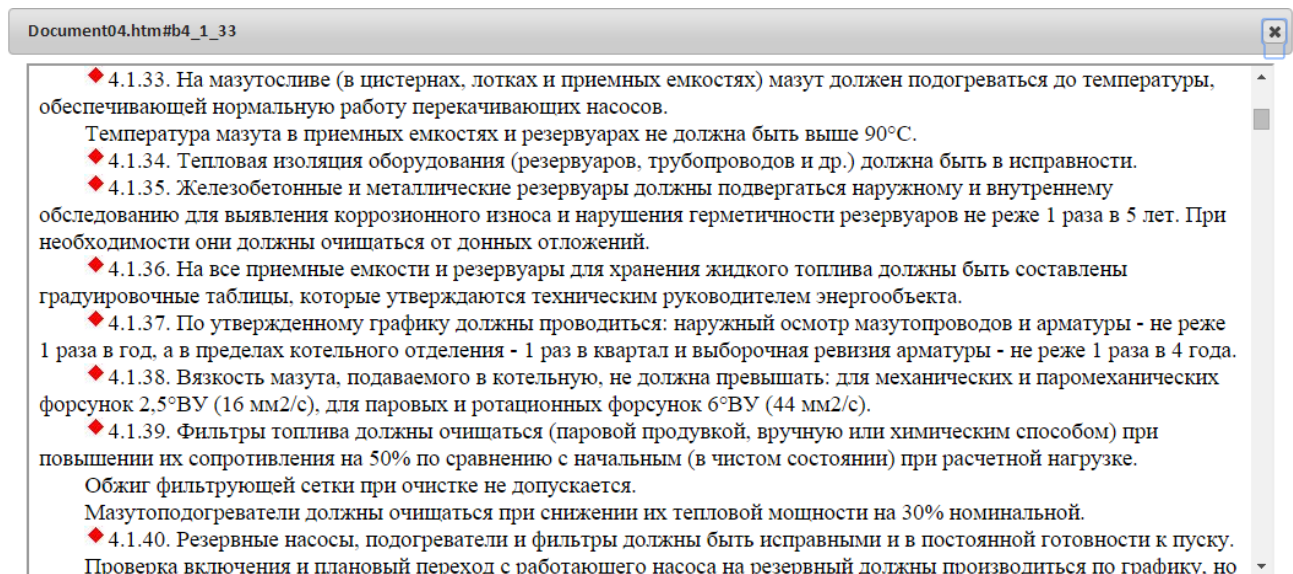 Document04.htm#b4_1_33
4.1.33. На мазутосливе (в цистернах, лотках и приемных емкостях) мазут должен подогреваться до температуры,
обеспечивающей нормальную работу перекачивающих насосов.
Температура мазута в приемных емкостях и резервуарах не должна быть выше 90°С.
4.1.34. Тепловая изоляция оборудования (резервуаров, трубопроводов и др.) должна быть в исправности.
4.1.35. Железобетонные и металлические резервуары должны подвергаться наружному и внутреннему
обследованию для выявления коррозионного износа и нарушения герметичности резервуаров не реже 1 раза в 5 лет. При
необходимости они должны очищаться от донных отложений.
4.1.36. На все приемные емкости и резервуары для хранения жидкого топлива должны быть составлены
градуировочные таблицы, которые утверждаются техническим руководителем энергообъекта.
4.1.37. По утвержденному графику должны проводиться: наружный осмотр мазутопроводов и арматуры - не реже
1 раза в год, а в пределах котельного отделения - 1 раз в квартал и выборочная ревизия арматуры - не реже 1 раза в 4 года.
4.1.38. Вязкость мазута, подаваемого в котельную, не должна превышать: для механических и паромеханических
форсунок 2,5°ВУ (16 мм2/с), для паровых и ротационных форсунок 6°ВУ (44 мм2/с).
4.1.39. Фильтры топлива должны очищаться (паровой продувкой, вручную или химическим способом) при
повышении их сопротивления на 50% по сравнению с начальным (в чистом состоянии) при расчетной нагрузке.
Обжиг фильтрующей сетки при очистке не допускается.
Мазутоподогреватели должны очищаться при снижении их тепловой мощности на 30% номинальной.
4.1.40. Резервные насосы, подогреватели и фильтры должны быть исправными и в постоянной готовности к пуску.
Проверка включения и плановый переход с работающего насоса на резервный должны производиться по графику, но